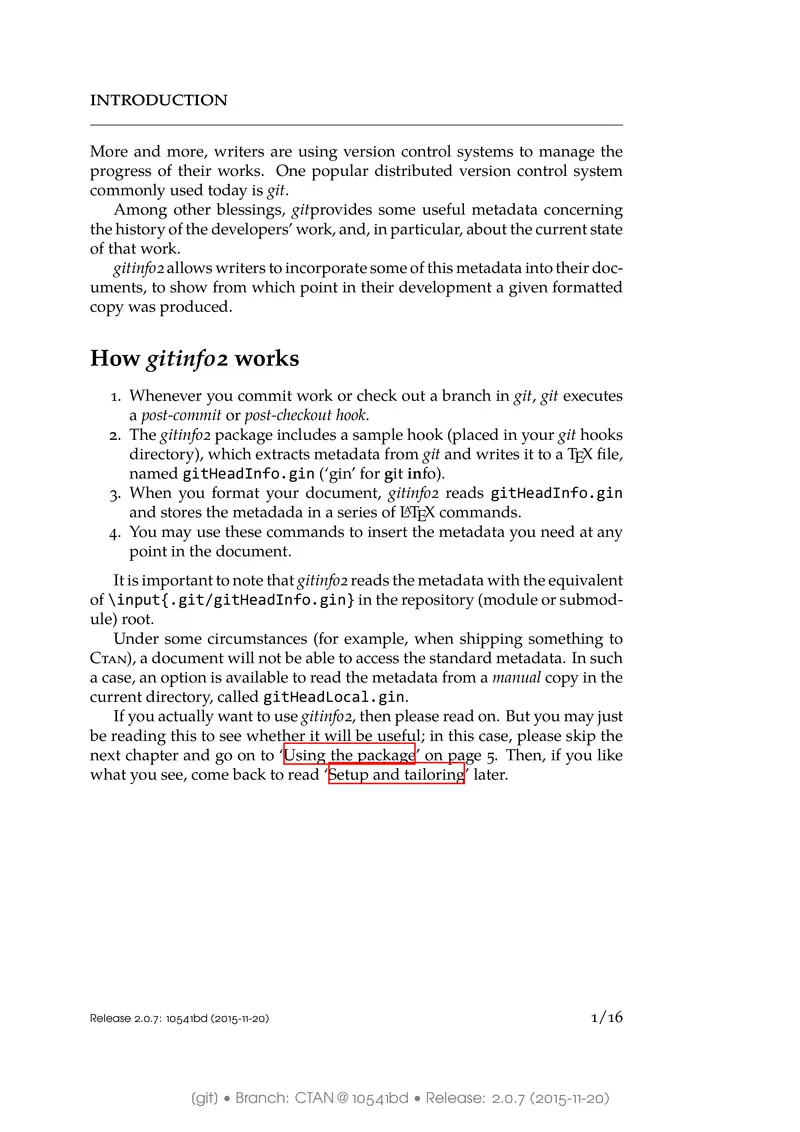 INTRODUCTION
More and more, writers are using version control systems to manage the
progress of their works. One popular distributed version control system
commonly used today is git.
Among other blessings, gitprovides some useful metadata concerning
the history of the developers’ work, and, in particular, about the current state
of that work.
gitinfo2 allows writers to incorporate some of this metadata into their doc-
uments, to show from which point in their development a given formatted
copy was produced.
How gitinfo2 works
1. Whenever you commit work or check out a branch in git, git executes
a post-commit or post-checkout hook.
2. The gitinfo2 package includes a sample hook (placed in your git hooks
directory), which extracts metadata from git and writes it to a TEX file,
named gitHeadInfo.gin (‘gin’ for git info).
3. When you format your document, gitinfo2 reads gitHeadInfo.gin
and stores the metadada in a series of LATEX commands.
4. You may use these commands to insert the metadata you need at any
point in the document.
It is important to note that gitinfo2 reads the metadata with the equivalent
of \input{.git/gitHeadInfo.gin} in the repository (module or submod-
ule) root.
Under some circumstances (for example, when shipping something to
CTAN), a document will not be able to access the standard metadata. In such
a case, an option is available to read the metadata from a manual copy in the
current directory, called gitHeadLocal.gin.
If you actually want to use gitinfo2, then please read on. But you may just
be reading this to see whether it will be useful; in this case, please skip the
next chapter and go on to ‘Using the package’ on page 5. Then, if you like
what you see, come back to read ‘Setup and tailoring’ later.
Release 2.0.7: 10541bd (2015-11-20)
1/16
(git) • Branch: CTAN @ 10541bd • Release: 2.0.7 (2015-11-20)